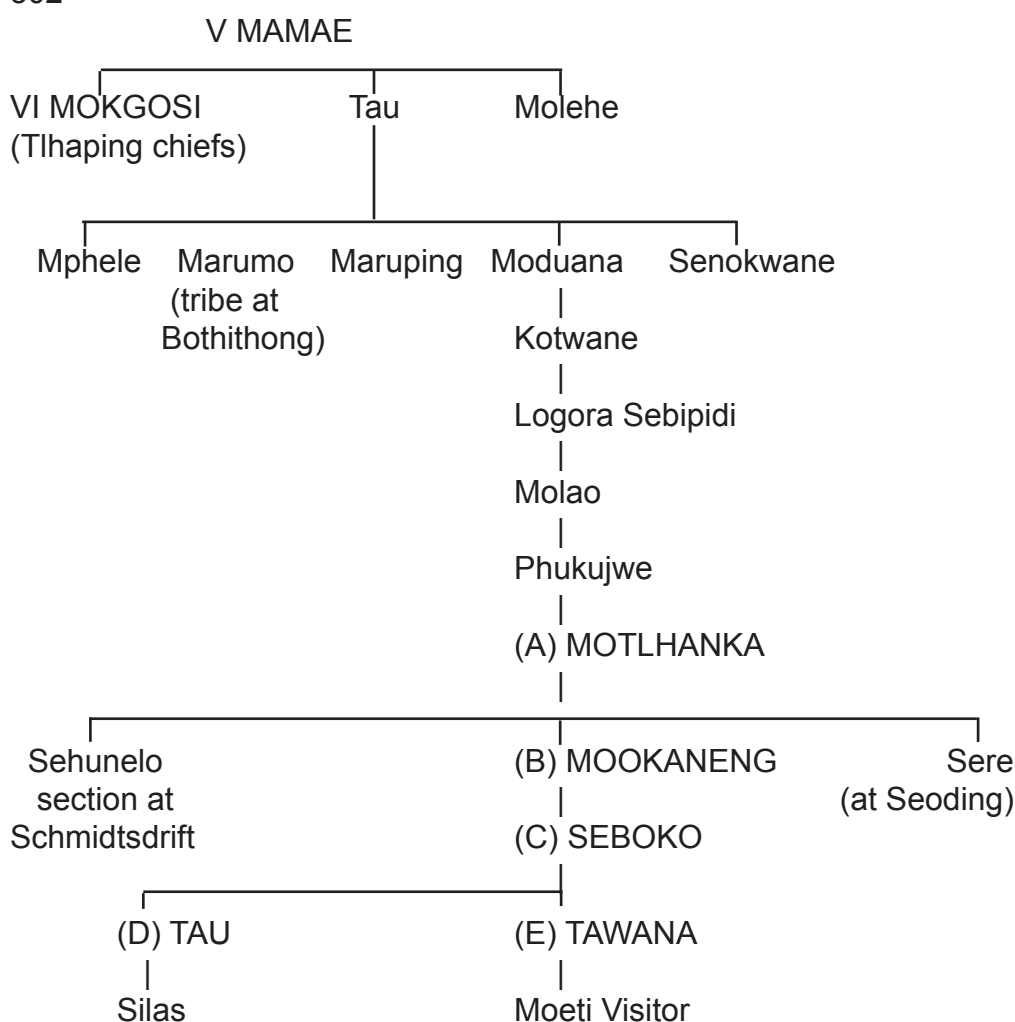 V MAMAE
VI MOKGOSI Tau Molehe
(Tlhaping chiefs)
Mphele Marumo Maruping Moduana Senokwane
(tribe at
Bothithong)
Kotwane
Logora Sebipidi
Molao
Phukujwe
(A) MOTLHANKA
Sehunelo (B) MOOKANENG Sere
section at (at Seoding)
Schmidtsdrift (C) SEBOKO
(D) TAU (E) TAWANA
Silas Moeti Visitor